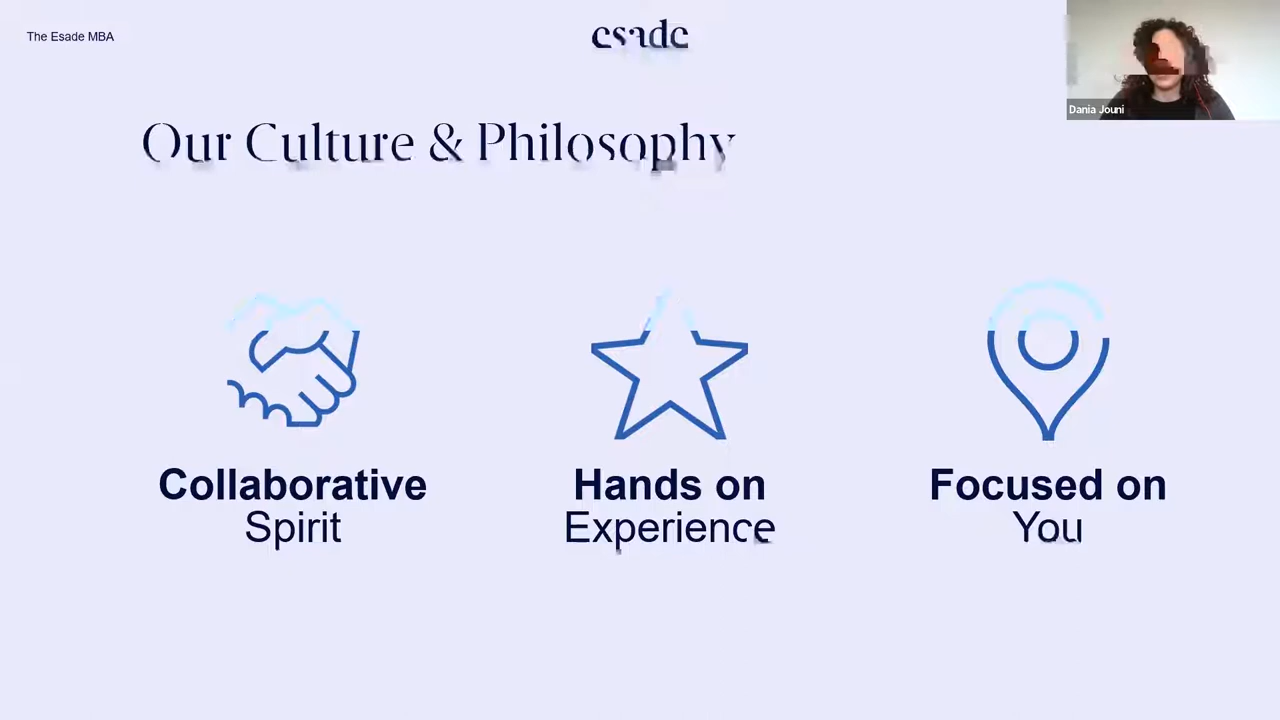 The Esade MBA
esade
Dania Jouni
Our Culture & Philosophy
Collaborative
Spirit
Hands on
Experience
Focused on
You